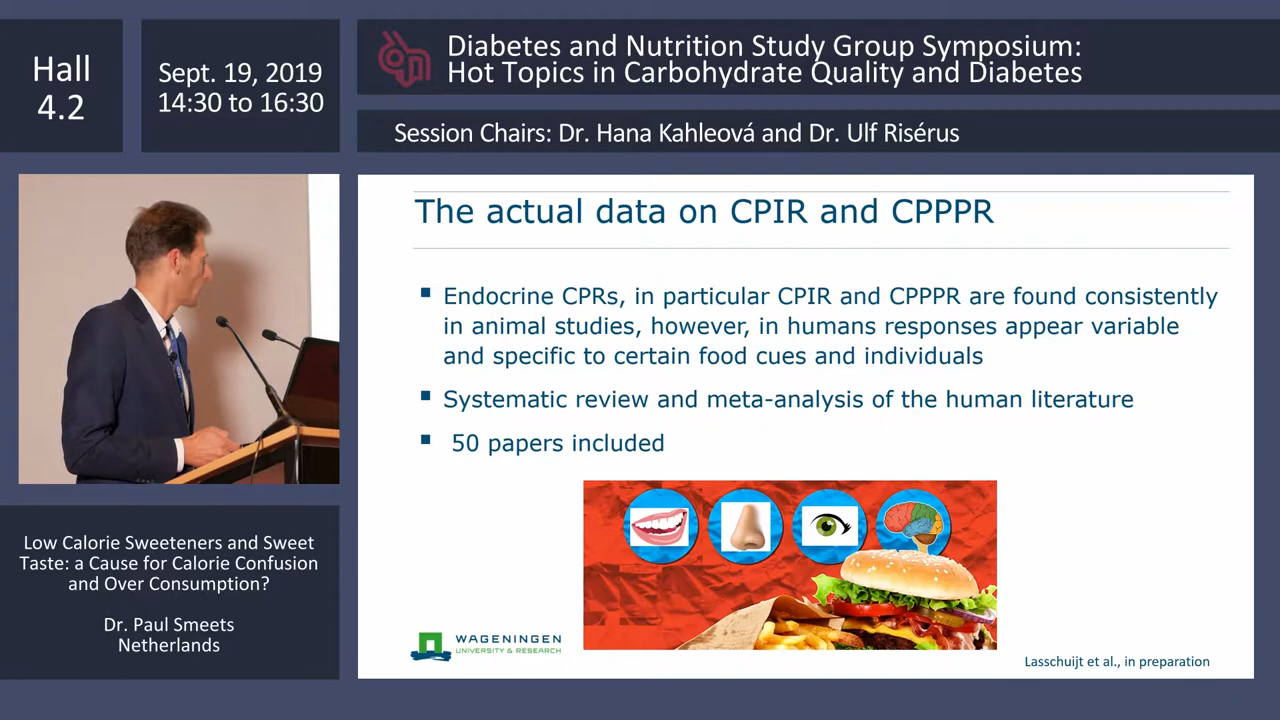 Hall
4.2
Sept. 19, 2019
14:30 to 16:30
Diabetes and Nutrition Study Group Symposium:
Hot Topics in Carbohydrate Quality and Diabetes
Session Chairs: Dr. Hana Kahleová and Dr. Ulf Risérus
The actual data on CPIR and CPPPR
Endocrine CPRs, in particular CPIR and CPPPR are found consistently
in animal studies, however, in humans responses appear variable
and specific to certain food cues and individuals
Systematic review and meta-analysis of the human literature
50 papers included
WAGENINGEN
UNIVERSITY & RESEARCH
Lasschuijt et al., in preparation
Low Calorie Sweeteners and Sweet
Taste: a Cause for Calorie Confusion
and Over Consumption?
Dr. Paul Smeets
Netherlands